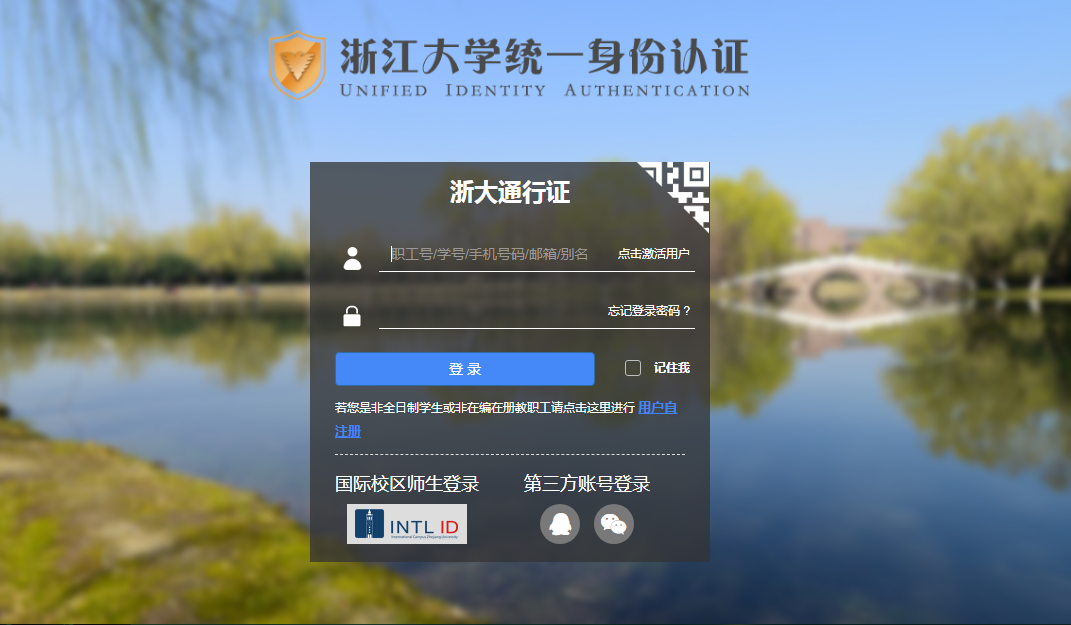 浙江大学统一身份认证
UNIFIED IDENTITY AUTHENTICATION
浙大通行证
职工号/学号/手机号码/邮箱/别名 点击激活用户
忘记登录密码？
登 录 记住我
若您是非全日制学生或非在编在册教职工请点击这里进行 用户自
注册
国际校区师生登录 第三方账号登录
INTL ID
International Campus Zhejiang University